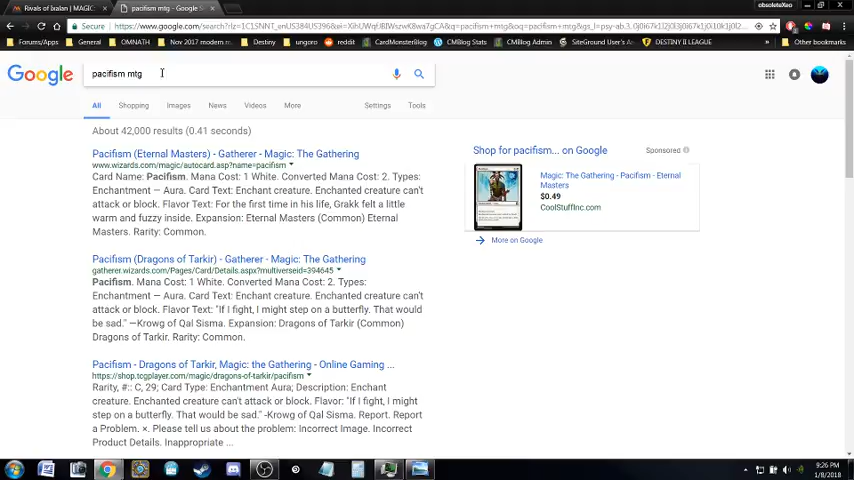 Rivals of Ixalan | MAGIC:
pacifism mtg - Google S
obsoleteXao
Secure
Forums/Apps
General
OMNATH
Nov 2017 modern m
Destiny
ungoro
reddit
CardMonsterBlog
CMBlog Stats
SiteGround User's A
CMBlog Admin
DESTINY II LEAGUE
Other bookmarks
Google
pacifism mtg
All Shopping Images News Videos More Settings Tools
About 42,000 results (0.41 seconds)
Pacifism (Eternal Masters) - Gatherer - Magic: The Gathering
www.wizards.com/magic/autocard.asp?name=pacifism
Card Name: Pacifism. Mana Cost: 1 White. Converted Mana Cost: 2. Types:
Enchantment — Aura. Card Text: Enchant creature. Enchanted creature can't
attack or block. Flavor Text: For the first time in his life, Grakk felt a little
warm and fuzzy inside. Expansion: Eternal Masters (Common) Eternal
Masters. Rarity: Common.
Pacifism (Dragons of Tarkir) - Gatherer - Magic: The Gathering
gatherer.wizards.com/Pages/Card/Details.aspx?multiverseid=394645
Pacifism. Mana Cost: 1 White. Converted Mana Cost: 2. Types:
Enchantment — Aura. Card Text: Enchant creature. Enchanted creature can't
attack or block. Flavor Text: "If I fight, I might step on a butterfly. That would
be sad." —Krowg of Qal Sisma. Expansion: Dragons of Tarkir (Common)
Dragons of Tarkir. Rarity: Common.
Pacifism - Dragons of Tarkir, Magic: the Gathering - Online Gaming ...
https://shop.tcgplayer.com/magic/dragons-of-tarkir/pacifism
Rarity, #:: C, 29; Card Type: Enchantment Aura; Description: Enchant
creature. Enchanted creature can't attack or block. Flavor: "If I fight, I might
step on a butterfly. That would be sad." -Krowg of Qal Sisma. Report. Report
a Problem. ×. Please tell us about the problem: Incorrect Image. Incorrect
Product Details. Inappropriate ...
Shop for pacifism... on Google
Sponsored
Magic: The Gathering - Pacifism - Eternal
Masters
$0.49
CoolStuffInc.com
More on Google
9:26 PM
1/8/2018